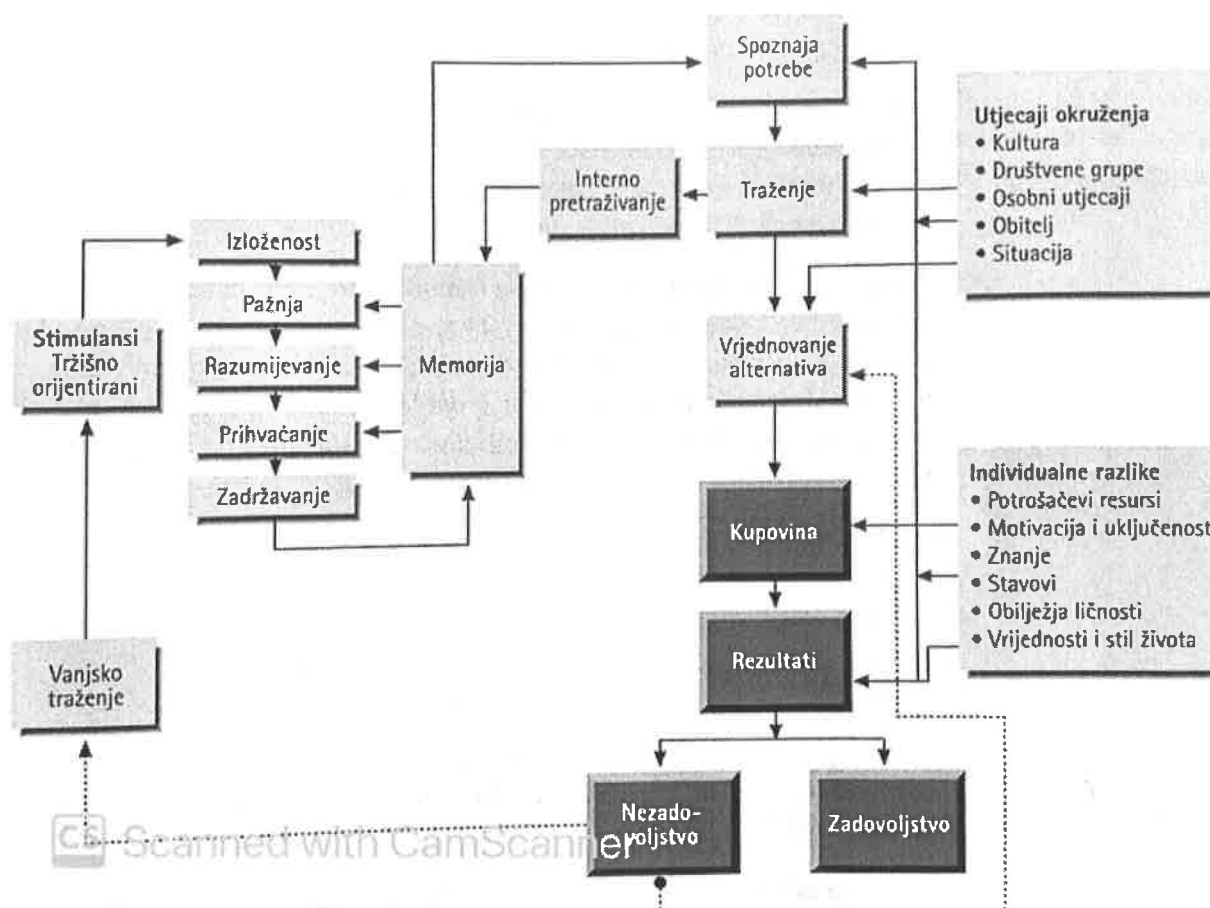 Spoznaja
potrebe
Utjecaji okruženja
• Kultura
• Društvene grupe
• Osobni utjecaji
• Obitelj
• Situacija
Interno
pretraživanje
Traženje
Izloženost
Pažnja
Razumijevanje
Prihvaćanje
Zadržavanje
Memorija
Stimulansi
Tržišno
orijentirani
Vrjednovanje
alternativa
Individualne razlike
• Potrošačevi resursi
• Motivacija i uključenost
• Znanje
• Stavovi
• Obilježja ličnosti
• Vrijednosti i stil života
Kupovina
Rezultati
Vanjsko
traženje
Nezado-
voljstvo
Zadovoljstvo
CS Scanned with CamScanner